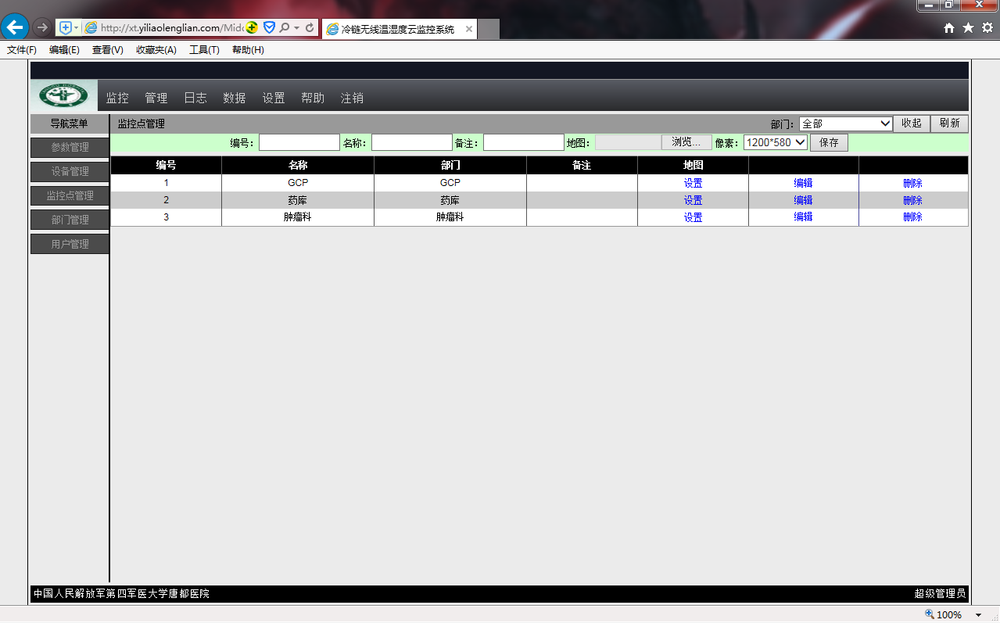 http://xt.yiliaolenglian.com/Mid
冷链无线温湿度云监控系统
文件(F) 编辑(E) 查看(V) 收藏夹(A) 工具(T) 帮助(H)
监控 管理 日志 数据 设置 帮助 注销
导航菜单
监控点管理 部门: 全部 收起 刷新
参数管理
设备管理
监控点管理
部门管理
用户管理
编号: 名称: 备注: 地图: 浏览... 像素: 1200*580 保存
编号 名称 部门 备注 地图
1 GCP GCP 设置 编辑 删除
2 药库 药库 设置 编辑 删除
3 肿瘤科 肿瘤科 设置 编辑 删除
中国人民解放军第四军医大学唐都医院 超级管理员
100%